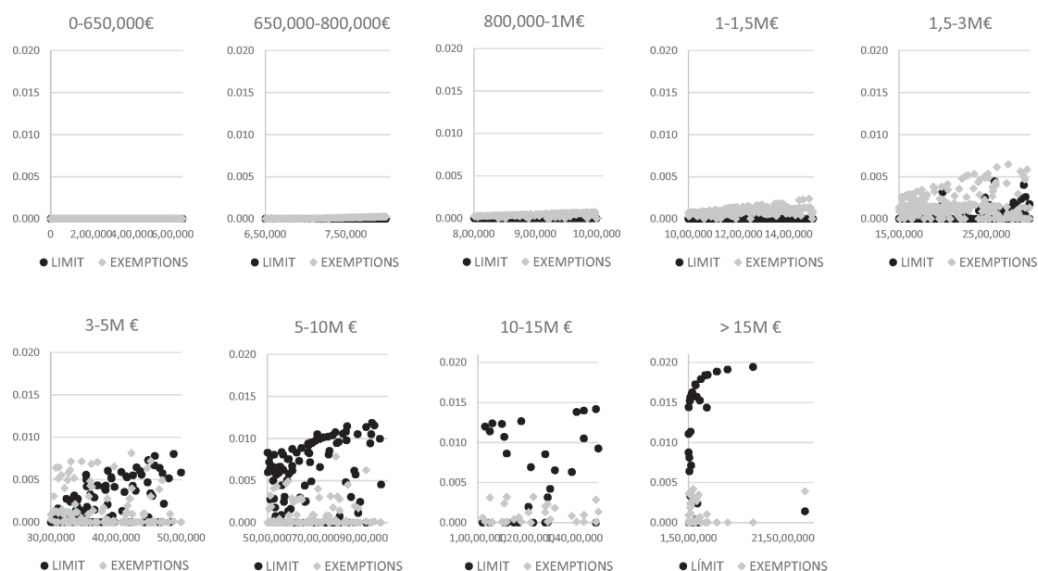 0-650,000€ 650,000-800,000€ 800,000-1M€ 1-1,5M€ 1,5-3M€
0.020 0.020 0.020 0.020 0.020
0.015 0.015 0.015 0.015 0.015
0.010 0.010 0.010 0.010 0.010
0.005 0.005 0.005 0.005 0.005
0.000 0.000 0.000 0.000 0.000
0 2,00,000 4,00,000 6,00,000 6,50,000 7,50,000 8,00,000 9,00,000 10,00,000 10,00,000 12,00,000 14,00,000 15,00,000 25,00,000
LIMIT EXEMPTIONS LIMIT EXEMPTIONS LIMIT EXEMPTIONS LIMIT EXEMPTIONS LIMIT EXEMPTIONS
3-5M € 5-10M € 10-15M € > 15M €
0.020 0.020 0.020 0.020
0.015 0.015 0.015 0.015
0.010 0.010 0.010 0.010
0.005 0.005 0.005 0.005
0.000 0.000 0.000 0.000
30,00,000 40,00,000 50,00,000 50,00,000 70,00,000 90,00,000 1,00,00,000 1,20,00,000 1,40,00,000 1,50,00,000 21,50,00,000
LIMIT EXEMPTIONS LIMIT EXEMPTIONS LIMIT EXEMPTIONS LÍMIT EXEMPTIONS